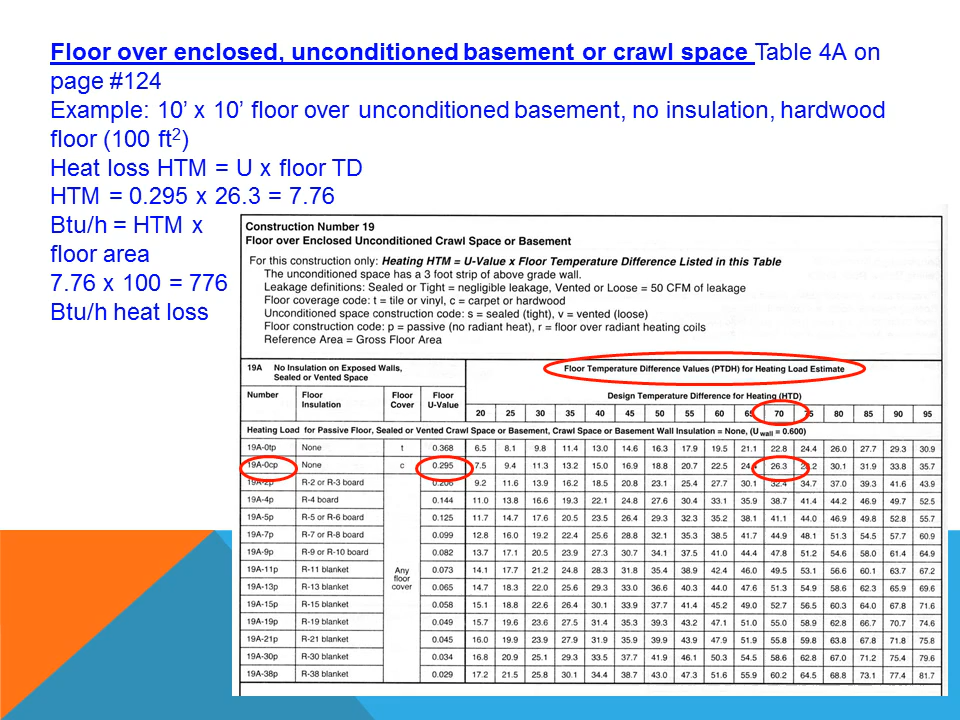 Floor over enclosed, unconditioned basement or crawl space Table 4A on
page #124
Example: 10’ x 10’ floor over unconditioned basement, no insulation, hardwood
floor (100 ft2)
Heat loss HTM = U x floor TD
HTM = 0.295 x 26.3 = 7.76
Btu/h = HTM x
floor area
7.76 x 100 = 776
Btu/h heat loss
Construction Number 19
Floor over Enclosed Unconditioned Crawl Space or Basement
For this construction only: Heating HTM = U-Value x Floor Temperature Difference Listed in this Table
The unconditioned space has a 3 foot strip of above grade wall.
Leakage definitions: Sealed or Tight = negligible leakage, Vented or Loose = 50 CFM of leakage
Floor coverage code: t = tile or vinyl, c = carpet or hardwood
Unconditioned space construction code: s = sealed (tight), v = vented (loose)
Floor construction code: p = passive (no radiant heat), r = floor over radiant heating coils
Reference Area = Gross Floor Area
19A No Insulation on Exposed Walls,
Sealed or Vented Space
Floor Temperature Difference Values (PTDH) for Heating Load Estimate
Number Floor Insulation Floor Cover Floor U-Value
Design Temperature Difference for Heating (HTD)
20 25 30 35 40 45 50 55 60 65 70 75 80 85 90 95
Heating Load for Passive Floor, Sealed or Vented Crawl Space or Basement, Crawl Space or Basement Wall Insulation = None, (U wall = 0.600)
19A-0tp None t 0.368 6.5 8.1 9.8 11.4 13.0 14.6 16.3 17.9 19.5 21.1 22.8 24.4 26.0 27.7 29.3 30.9
19A-0cp None c 0.295 7.5 9.4 11.3 13.2 15.0 16.9 18.8 20.7 22.5 26.3 30.1 31.9 33.8 35.7
19A-2p R-2 or R-3 board 0.206 9.2 11.6 13.9 16.2 18.5 20.8 23.1 25.4 27.7 30.1 32.4 34.7 37.0 39.3 41.6 43.9
19A-4p R-4 board 0.144 11.0 13.8 16.6 19.3 22.1 24.8 27.6 30.4 33.1 35.9 38.7 41.4 44.2 46.9 49.7 52.5
19A-5p R-5 or R-6 board 0.125 11.7 14.7 17.6 20.5 23.5 26.4 29.3 32.3 35.2 38.1 41.1 44.0 46.9 49.8 52.8 55.7
19A-7p R-7 or R-8 board 0.099 12.8 16.0 19.2 22.4 25.6 28.8 32.1 35.3 38.5 41.7 44.9 48.1 51.3 54.5 57.7 60.9
19A-9p R-9 or R-10 board 0.082 13.7 17.1 20.5 23.9 27.3 30.7 34.1 37.5 41.0 44.4 47.8 51.2 54.6 58.0 61.4 64.9
19A-11p R-11 blanket Any floor cover 0.073 14.1 17.7 21.2 24.8 28.3 31.8 35.4 38.9 42.4 46.0 49.5 53.1 56.6 60.1 63.7 67.2
19A-13p R-13 blanket 0.065 14.7 18.3 22.0 25.6 29.3 33.0 36.6 40.3 44.0 47.6 51.3 54.9 58.6 62.3 65.9 69.6
19A-15p R-15 blanket 0.058 15.1 18.8 22.6 26.4 30.1 33.9 37.7 41.4 45.2 49.0 52.7 56.5 60.3 64.0 67.8 71.6
19A-19p R-19 blanket 0.049 15.7 19.6 23.6 27.5 31.4 35.3 39.3 43.2 47.1 51.0 55.0 58.9 62.8 66.7 70.7 74.6
19A-21p R-21 blanket 0.045 16.0 19.9 23.9 27.9 31.9 35.9 39.9 43.9 47.9 51.9 55.8 59.8 63.8 67.8 71.8 75.8
19A-30p R-30 blanket 0.034 16.8 20.9 25.1 29.3 33.5 37.7 41.9 46.1 50.3 54.5 58.6 62.8 67.0 71.2 75.4 79.6
19A-38p R-38 blanket 0.029 17.2 21.5 25.8 30.1 34.4 38.7 43.0 47.3 51.6 55.9 60.2 64.5 68.8 73.1 77.4 81.7